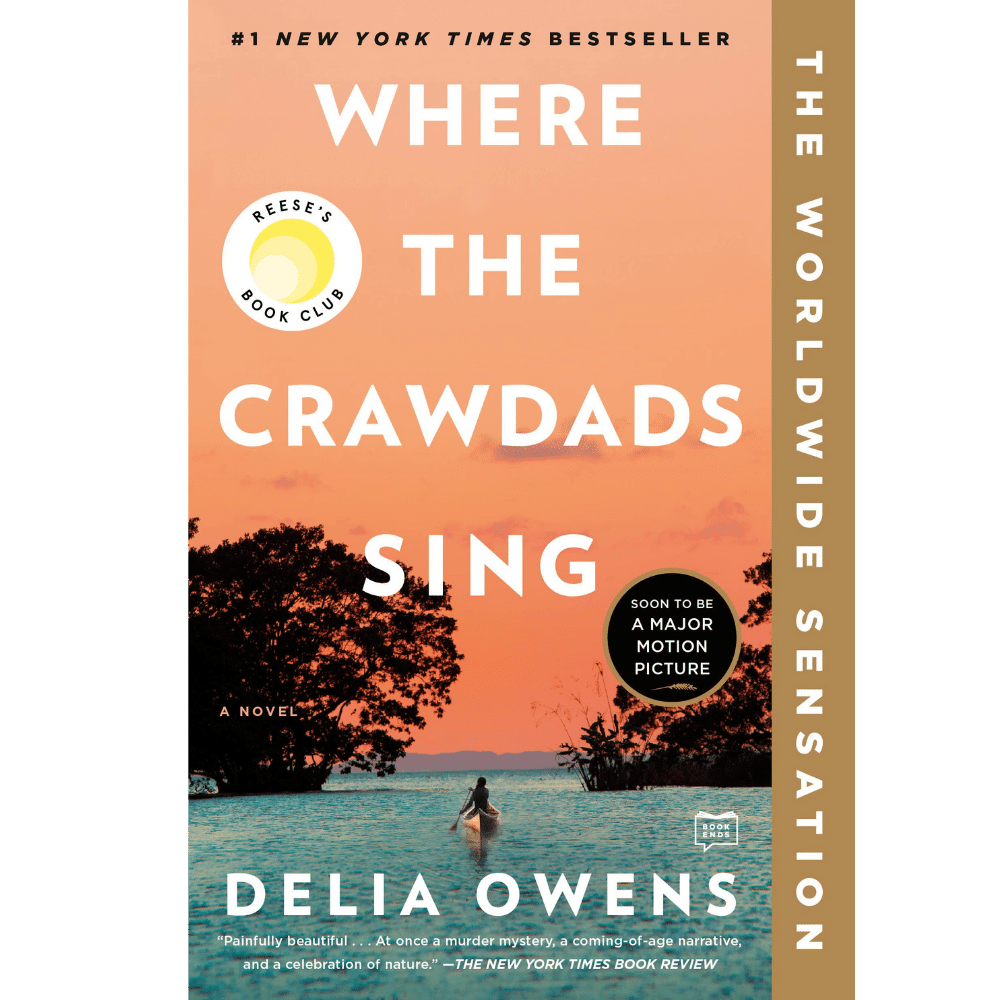 #1 NEW YORK TIMES BESTSELLER
WHERE
REESE'S
BOOK CLUB
THE
CRAWDADS
SING
SOON TO BE
A MAJOR
MOTION
PICTURE
A NOVEL
BOOK
ENDS
DELIA OWENS
“Painfully beautiful . . . At once a murder mystery, a coming-of-age narrative,
and a celebration of nature.” —THE NEW YORK TIMES BOOK REVIEW
THE WORLDWIDE SENSATION